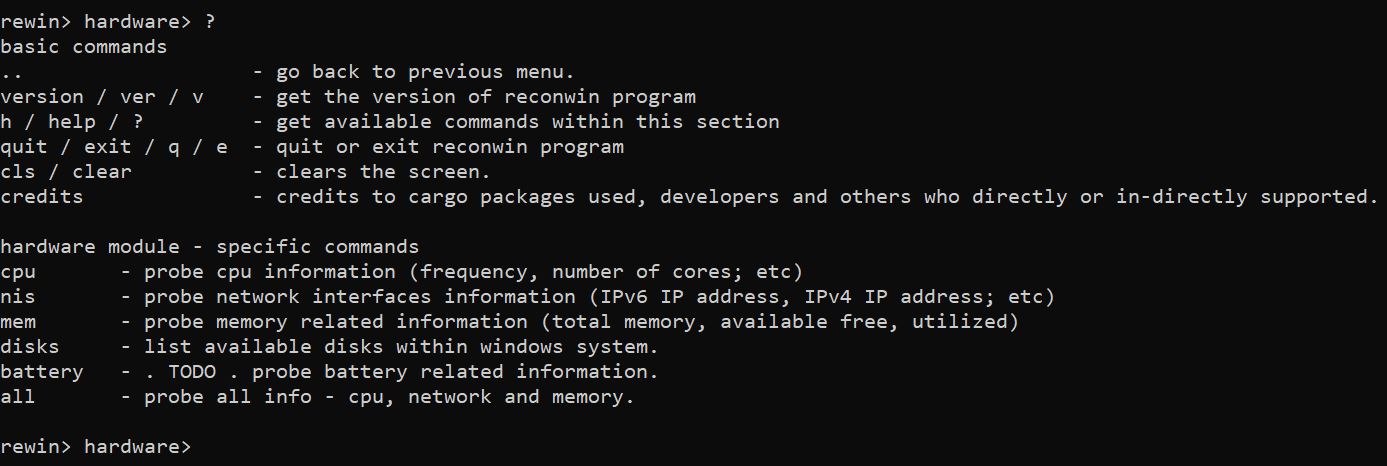 rewin> hardware> ?
basic commands
..                   - go back to previous menu.
version / ver / v    - get the version of reconwin program
h / help / ?         - get available commands within this section
quit / exit / q / e  - quit or exit reconwin program
cls / clear          - clears the screen.
credits              - credits to cargo packages used, developers and others who directly or in-directly supported.

hardware module - specific commands
cpu       - probe cpu information (frequency, number of cores; etc)
nis       - probe network interfaces information (IPv6 IP address, IPv4 IP address; etc)
mem       - probe memory related information (total memory, available free, utilized)
disks     - list available disks within windows system.
battery   - . TODO . probe battery related information.
all       - probe all info - cpu, network and memory.

rewin> hardware>